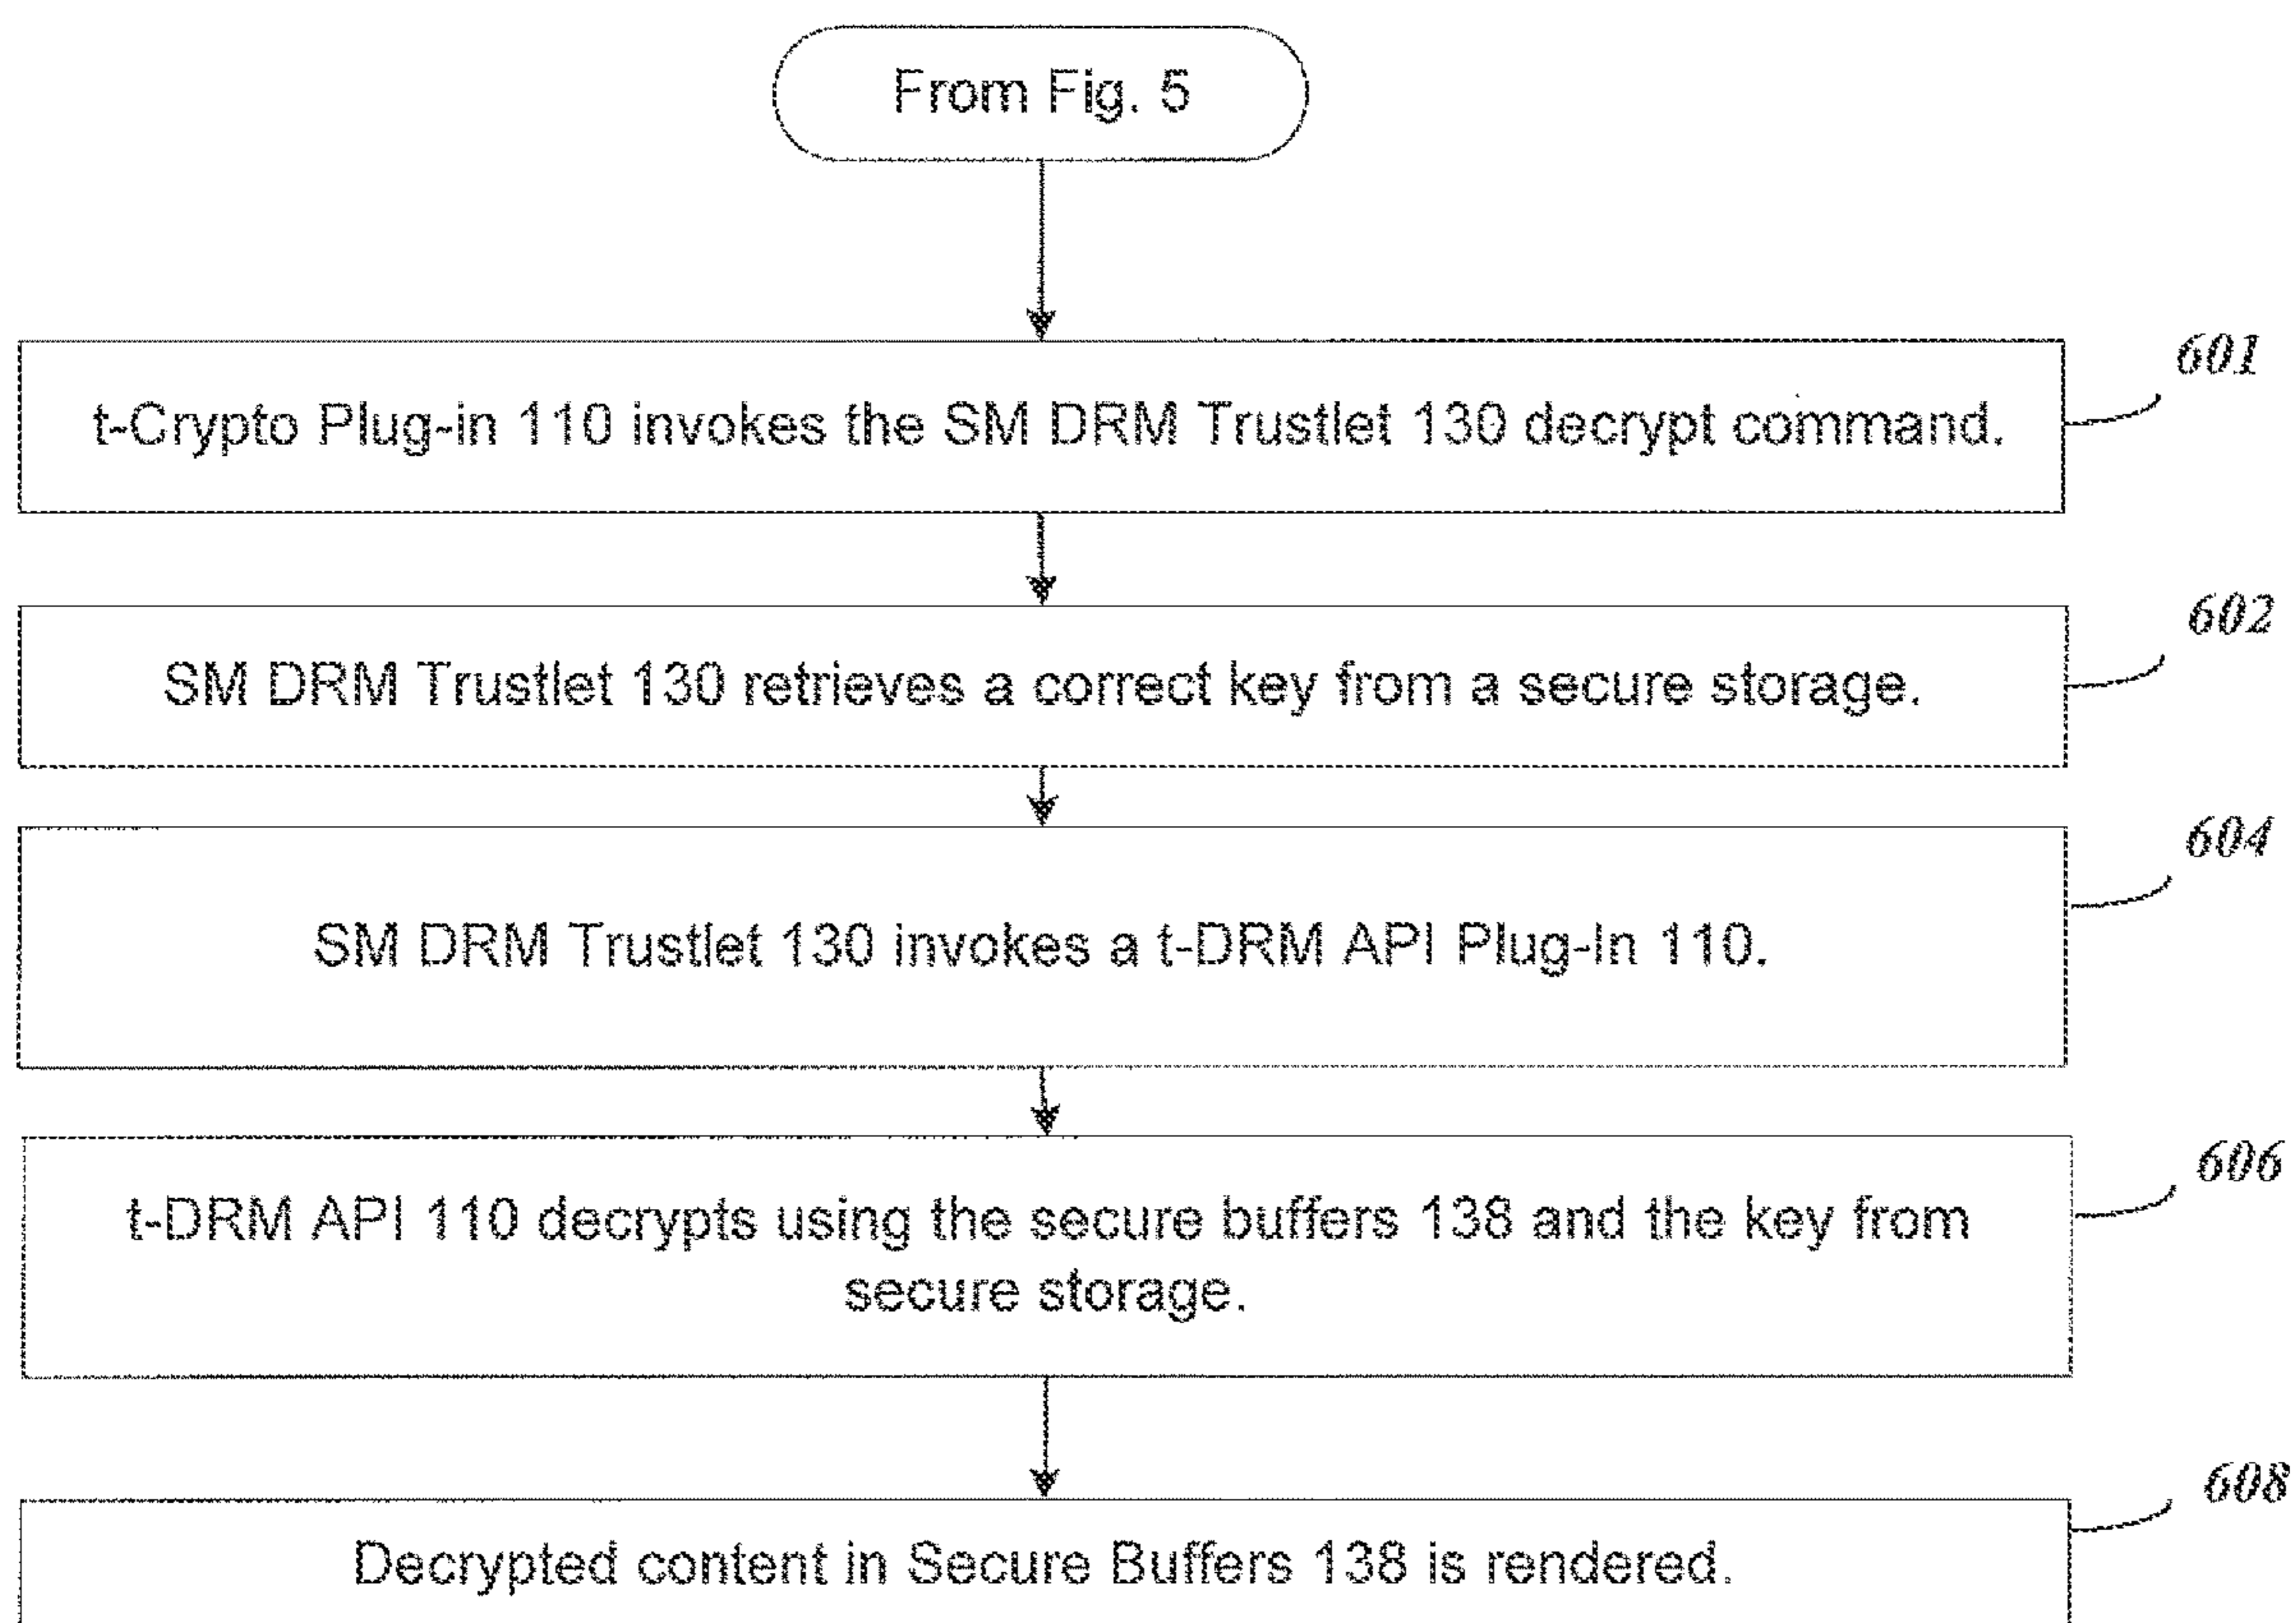 From Fig. 5
601
t-Crypto Plug-in 110 invokes the SM DRM Trustlet 130 decrypt command.
602
SM DRM Trustlet 130 retrieves a correct key from a secure storage.
604
SM DRM Trustlet 130 invokes a t-DRM API Plug-In 110.
606
t-DRM API 110 decrypts using the secure buffers 138 and the key from
secure storage.
608
Decrypted content in Secure Buffers 138 is rendered.